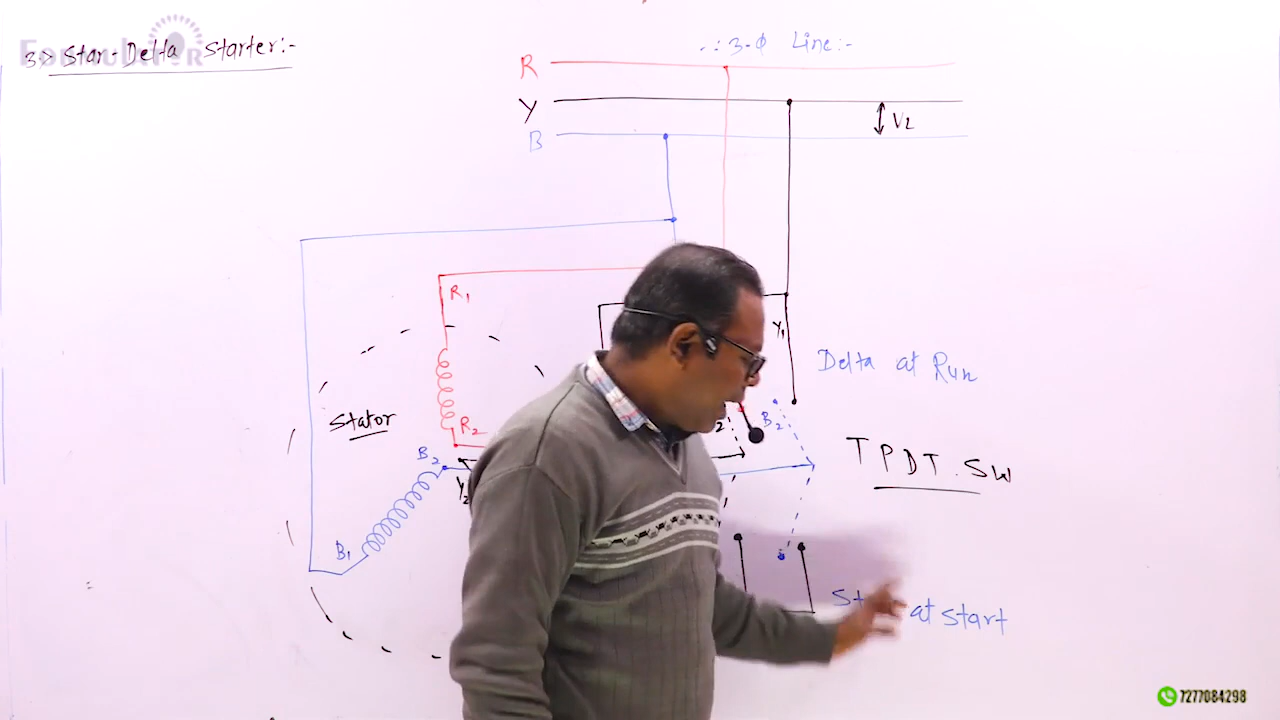 3:> Star-Delta Starter:-
∴ 3-Φ Line:-
R
Y
B
VL
R1
Y1
Delta at Run
Stator
R2
B2
B2
TPDT.SW
Y2
B1
at Start
7277084298